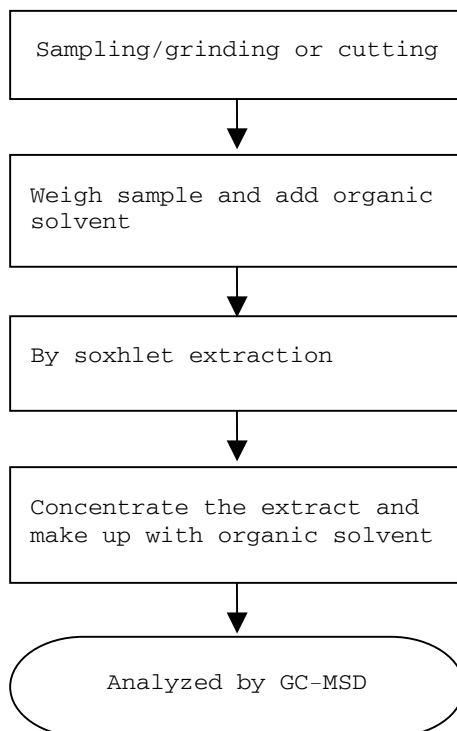 Sampling/grinding or cutting
Weigh sample and add organic
solvent
By soxhlet extraction
Concentrate the extract and
make up with organic solvent
Analyzed by GC-MSD